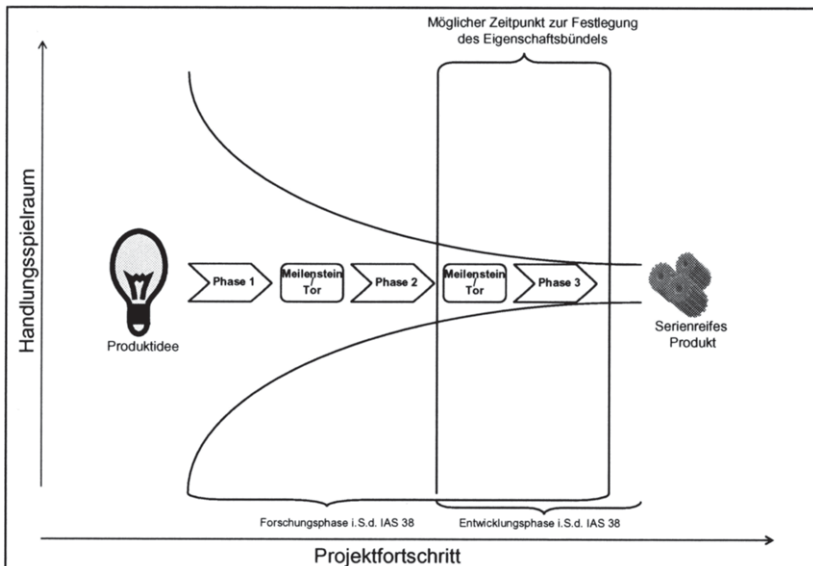 Möglicher Zeitpunkt zur Festlegung
des Eigenschaftsbündels
Handlungsspielraum
Phase 1
Meilenstein
/
Tor
Phase 2
Meilenstein
/
Tor
Phase 3
Produktidee
Serienreifes
Produkt
Forschungsphase i.S.d. IAS 38
Entwicklungsphase i.S.d. IAS 38
Projektfortschritt